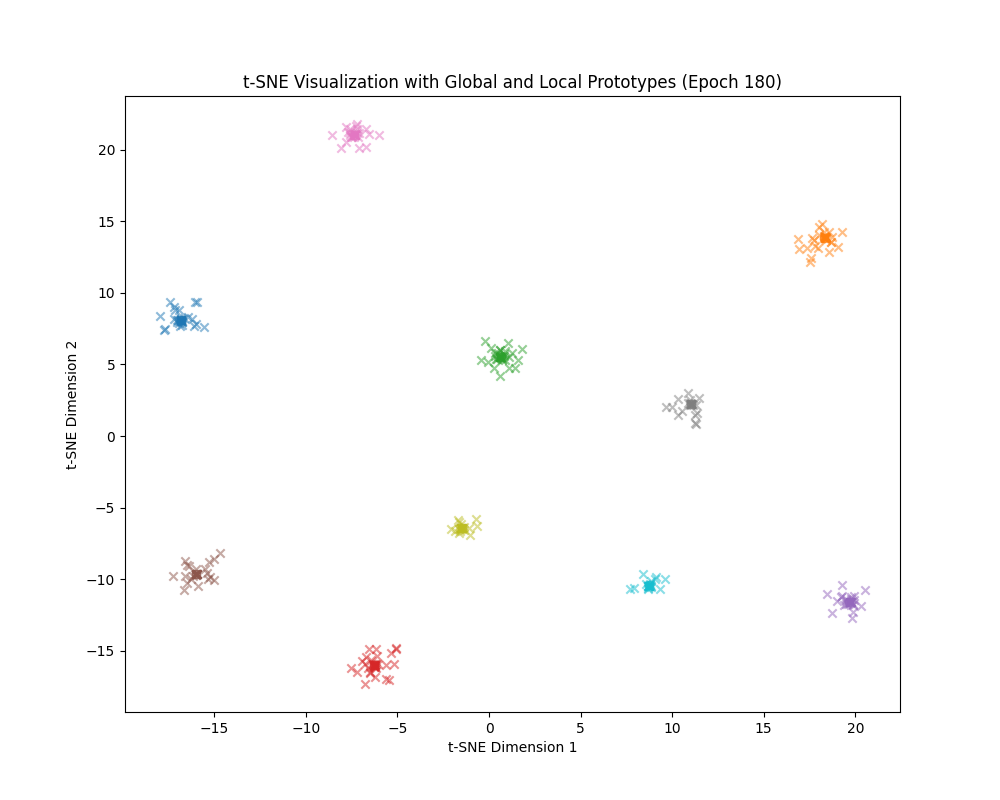 t-SNE Visualization with Global and Local Prototypes (Epoch 180)
20
15
10
5
0
−5
−10
−15
t-SNE Dimension 2
−15 −10 −5 0 5 10 15 20
t-SNE Dimension 1